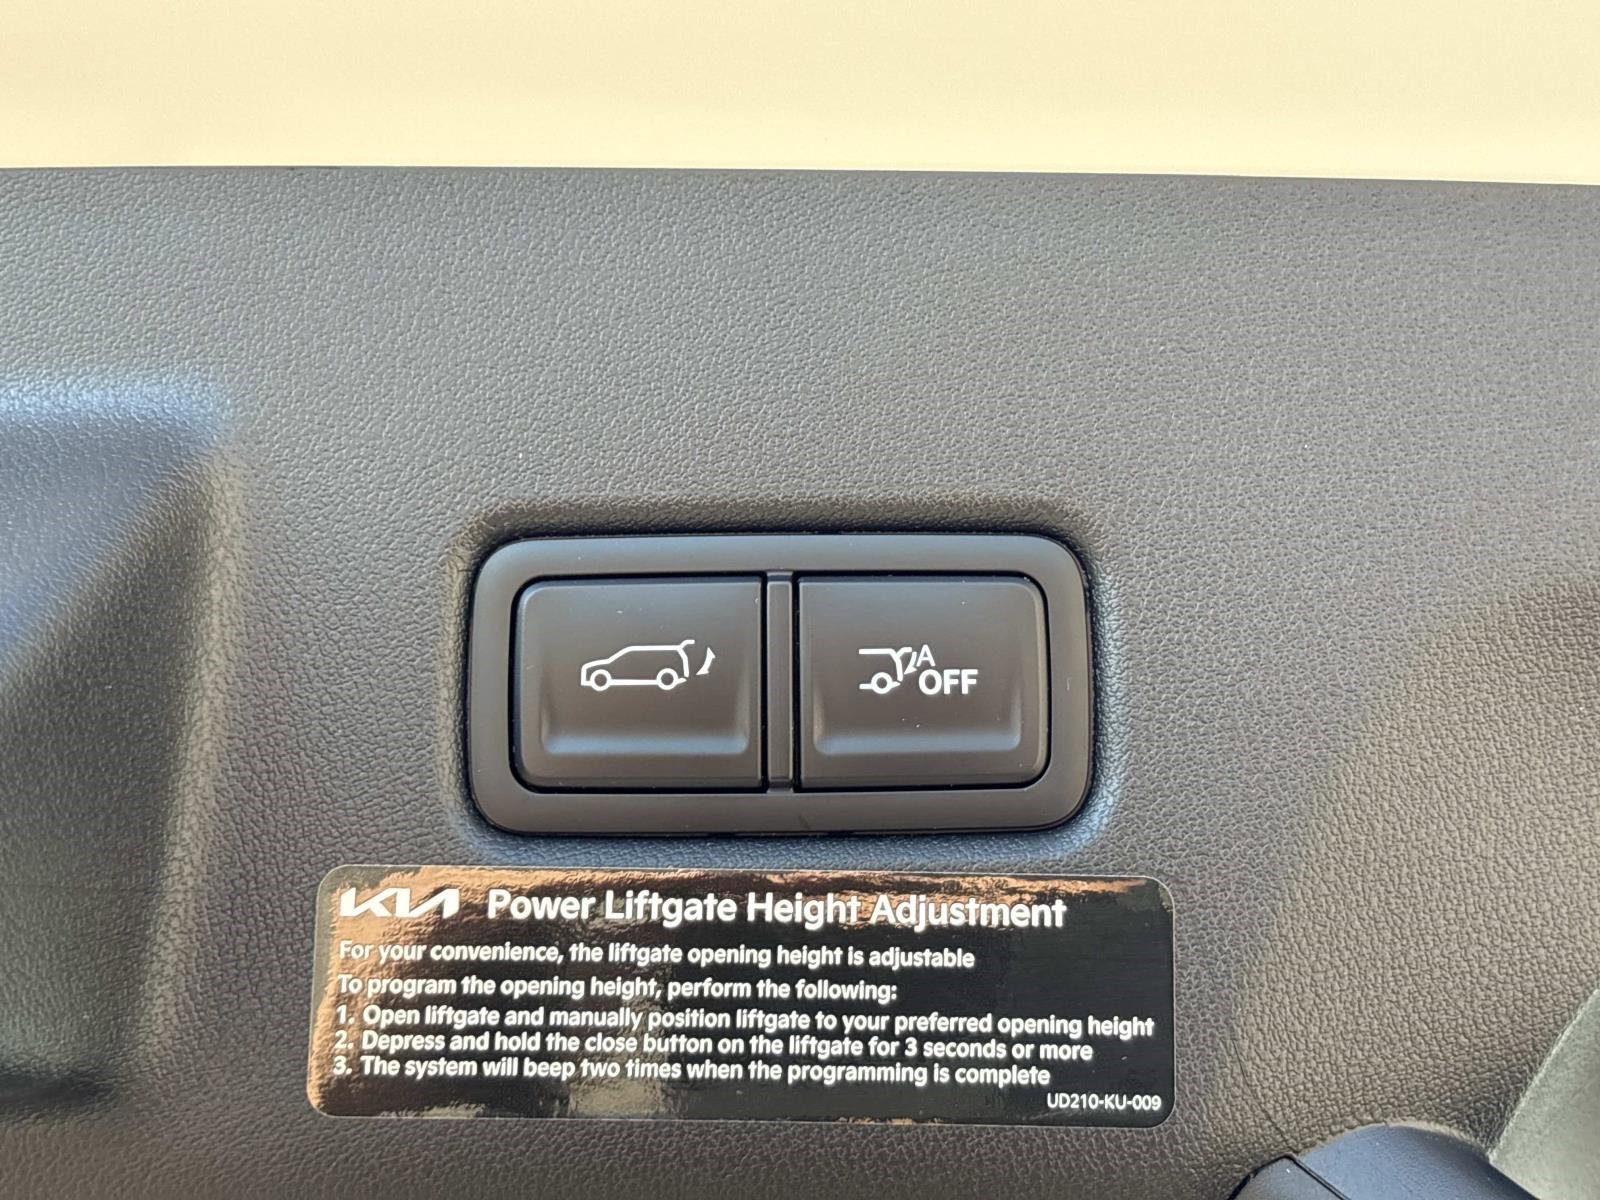 A
OFF
KIA Power Liftgate Height Adjustment
For your convenience, the liftgate opening height is adjustable
To program the opening height, perform the following:
1. Open liftgate and manually position liftgate to your preferred opening height
2. Depress and hold the close button on the liftgate for 3 seconds or more
3. The system will beep two times when the programming is complete
UD210-KU-009